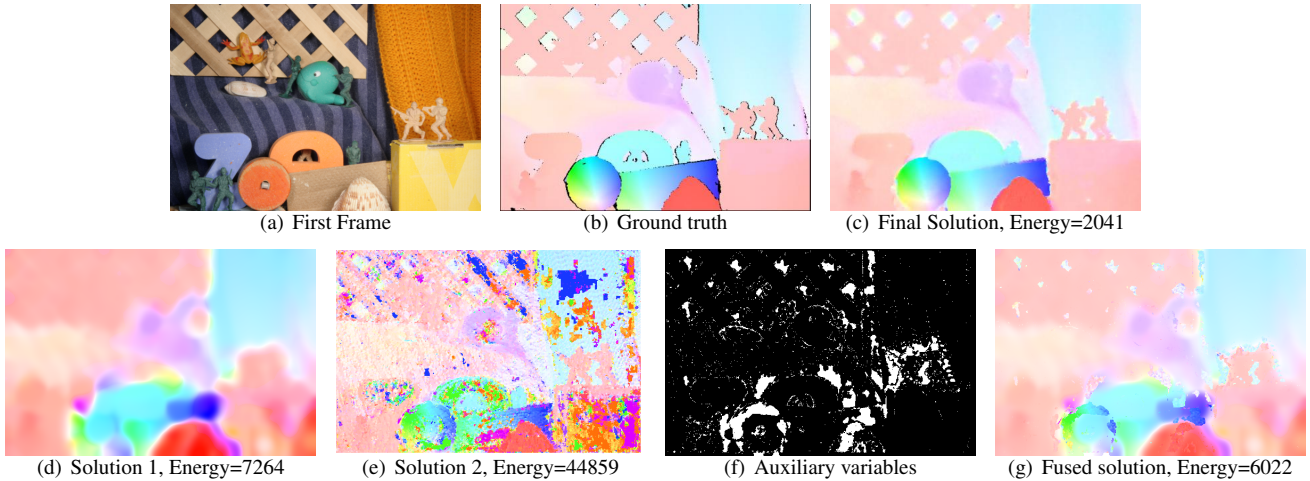 (a) First Frame
(b) Ground truth
(c) Final Solution, Energy=2041
(d) Solution 1, Energy=7264
(e) Solution 2, Energy=44859
(f) Auxiliary variables
(g) Fused solution, Energy=6022